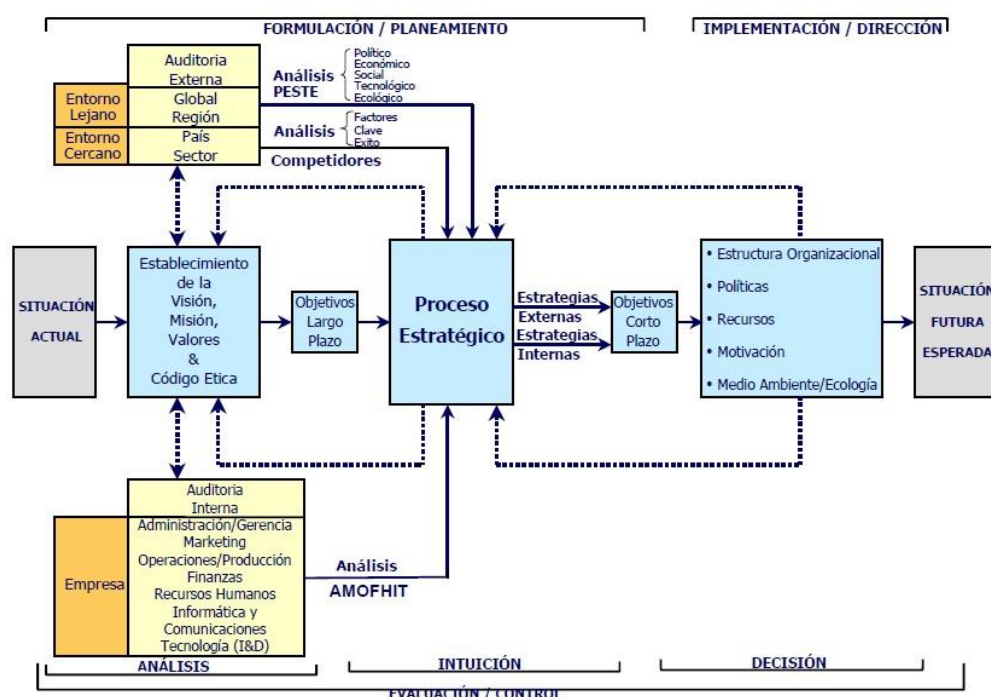 FORMULACIÓN / PLANEAMIENTO
IMPLEMENTACIÓN / DIRECCIÓN
Auditoria
Externa
Entorno
Lejano
Global
Región
Entorno
Cercano
País
Sector
Análisis
PESTE
Político
Económico
Social
Tecnológico
Ecológico
Análisis
Factores
Clave
Exito
Competidores
SITUACIÓN
ACTUAL
Establecimiento
de la
Visión,
Misión,
Valores
&
Código Etica
Objetivos
Largo
Plazo
Proceso
Estratégico
Estrategias
Externas
Estrategias
Internas
Objetivos
Corto
Plazo
• Estructura Organizacional
• Políticas
• Recursos
• Motivación
• Medio Ambiente/Ecología
SITUACIÓN
FUTURA
ESPERADA
Auditoria
Interna
Empresa
Administración/Gerencia
Marketing
Operaciones/Producción
Finanzas
Recursos Humanos
Informática y
Comunicaciones
Tecnología (I&D)
Análisis
AMOFHIT
ANÁLISIS
INTUICIÓN
DECISIÓN
EVALUACIÓN / CONTROL